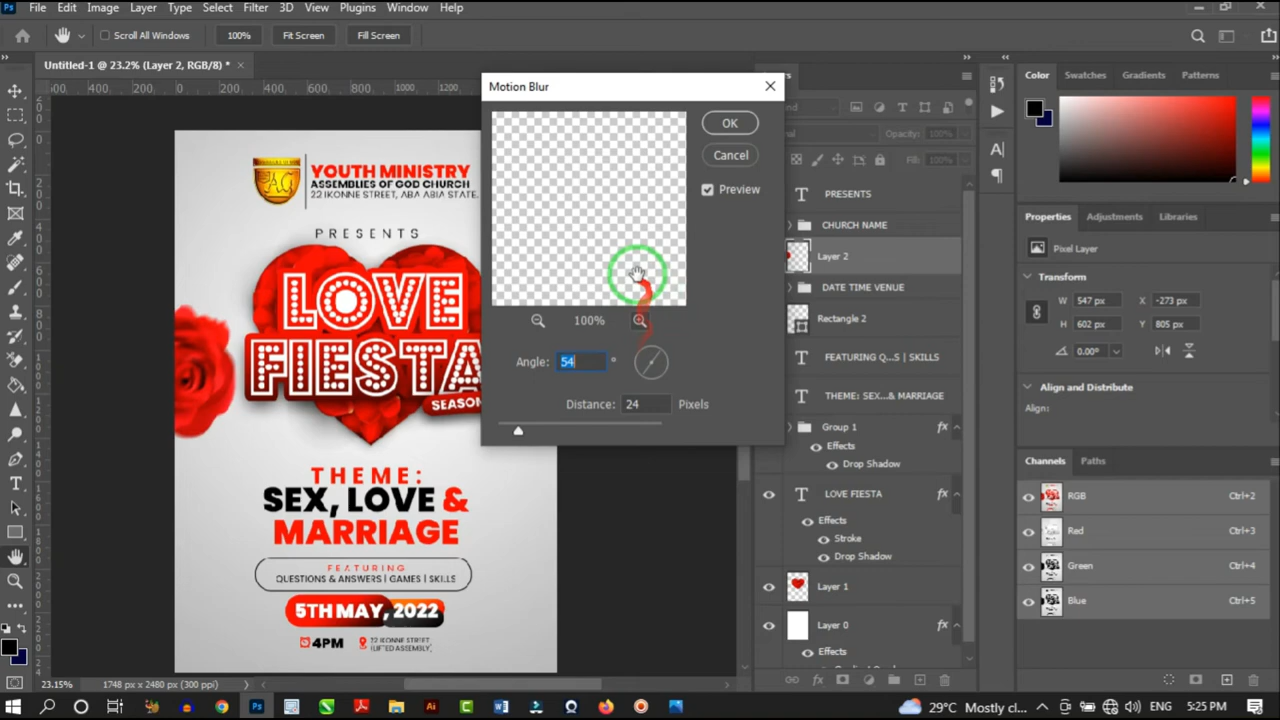 Ps File Edit Image Layer Type Select Filter 3D View Plugins Window Help
Scroll All Windows 100% Fit Screen Fill Screen
Untitled-1 @ 23.2% (Layer 2, RGB/8) *
1000 1200
Motion Blur
OK
Cancel
Preview
100%
Angle: 54 °
Distance: 24 Pixels
YOUTH MINISTRY
ASSEMBLIES OF GOD CHURCH
22 IKONNE STREET, ABA ABIA STATE.
AG
PRESENTS
LOVE
FIESTA
SEASON
THEME:
SEX, LOVE &
MARRIAGE
FEATURING
QUESTIONS & ANSWERS | GAMES | SKILLS
5TH MAY, 2022
4PM
22 IKONNE STREET,
(LIFTED ASSEMBLY)
Opacity: 100%
Fill: 100%
PRESENTS
CHURCH NAME
Layer 2
DATE TIME VENUE
Rectangle 2
FEATURING Q...S | SKILLS
THEME: SEX,...& MARRIAGE
Group 1 fx
Effects
Drop Shadow
LOVE FIESTA fx
Effects
Stroke
Drop Shadow
Layer 1
Layer 0 fx
Effects
Color Swatches Gradients Patterns
Properties Adjustments Libraries
Pixel Layer
Transform
W 547 px X -273 px
H 602 px Y 805 px
0.00°
Align and Distribute
Align:
Channels Paths
RGB Ctrl+2
Red Ctrl+3
Green Ctrl+4
Blue Ctrl+5
23.15% 1748 px x 2480 px (300 ppi)
29°C Mostly cl... ENG 5:25 PM